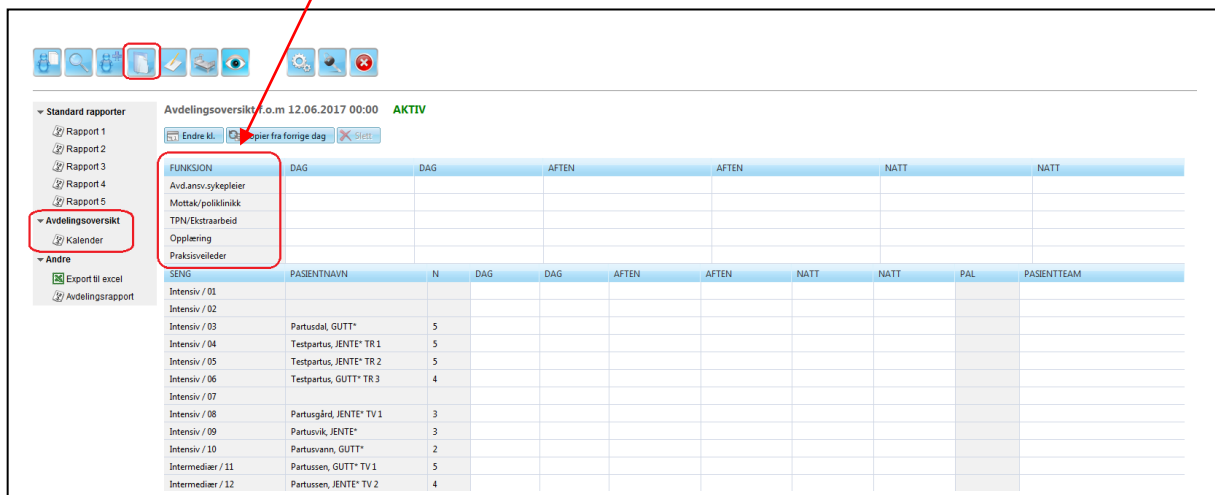 Standard rapporter
Rapport 1
Rapport 2
Rapport 3
Rapport 4
Rapport 5
Avdelingsoversikt
Kalender
Andre
Export til excel
Avdelingsrapport
Avdelingsoversikt f.o.m 12.06.2017 00:00 AKTIV
Endre kl. fra forrige dag Slett
FUNKSJON DAG DAG AFTEN AFTEN NATT NATT
Avd.ansv.sykepleier
Mottak/poliklinikk
TPN/Ekstraarbeid
Opplæring
Praksisveileder
SENG PASIENTNAVN N DAG DAG AFTEN AFTEN NATT NATT PAL PASIENTTEAM
Intensiv / 01
Intensiv / 02
Intensiv / 03 Partusdal, GUTT* 5
Intensiv / 04 Testpartus, JENTE* TR 1 5
Intensiv / 05 Testpartus, JENTE* TR 2 5
Intensiv / 06 Testpartus, GUTT* TR 3 4
Intensiv / 07
Intensiv / 08 Partusgård, JENTE* TV 1 3
Intensiv / 09 Partusvik, JENTE* 3
Intensiv / 10 Partusvann, GUTT* 2
Intermediær / 11 Partussen, GUTT* TV 1 5
Intermediær / 12 Partussen, JENTE* TV 2 4